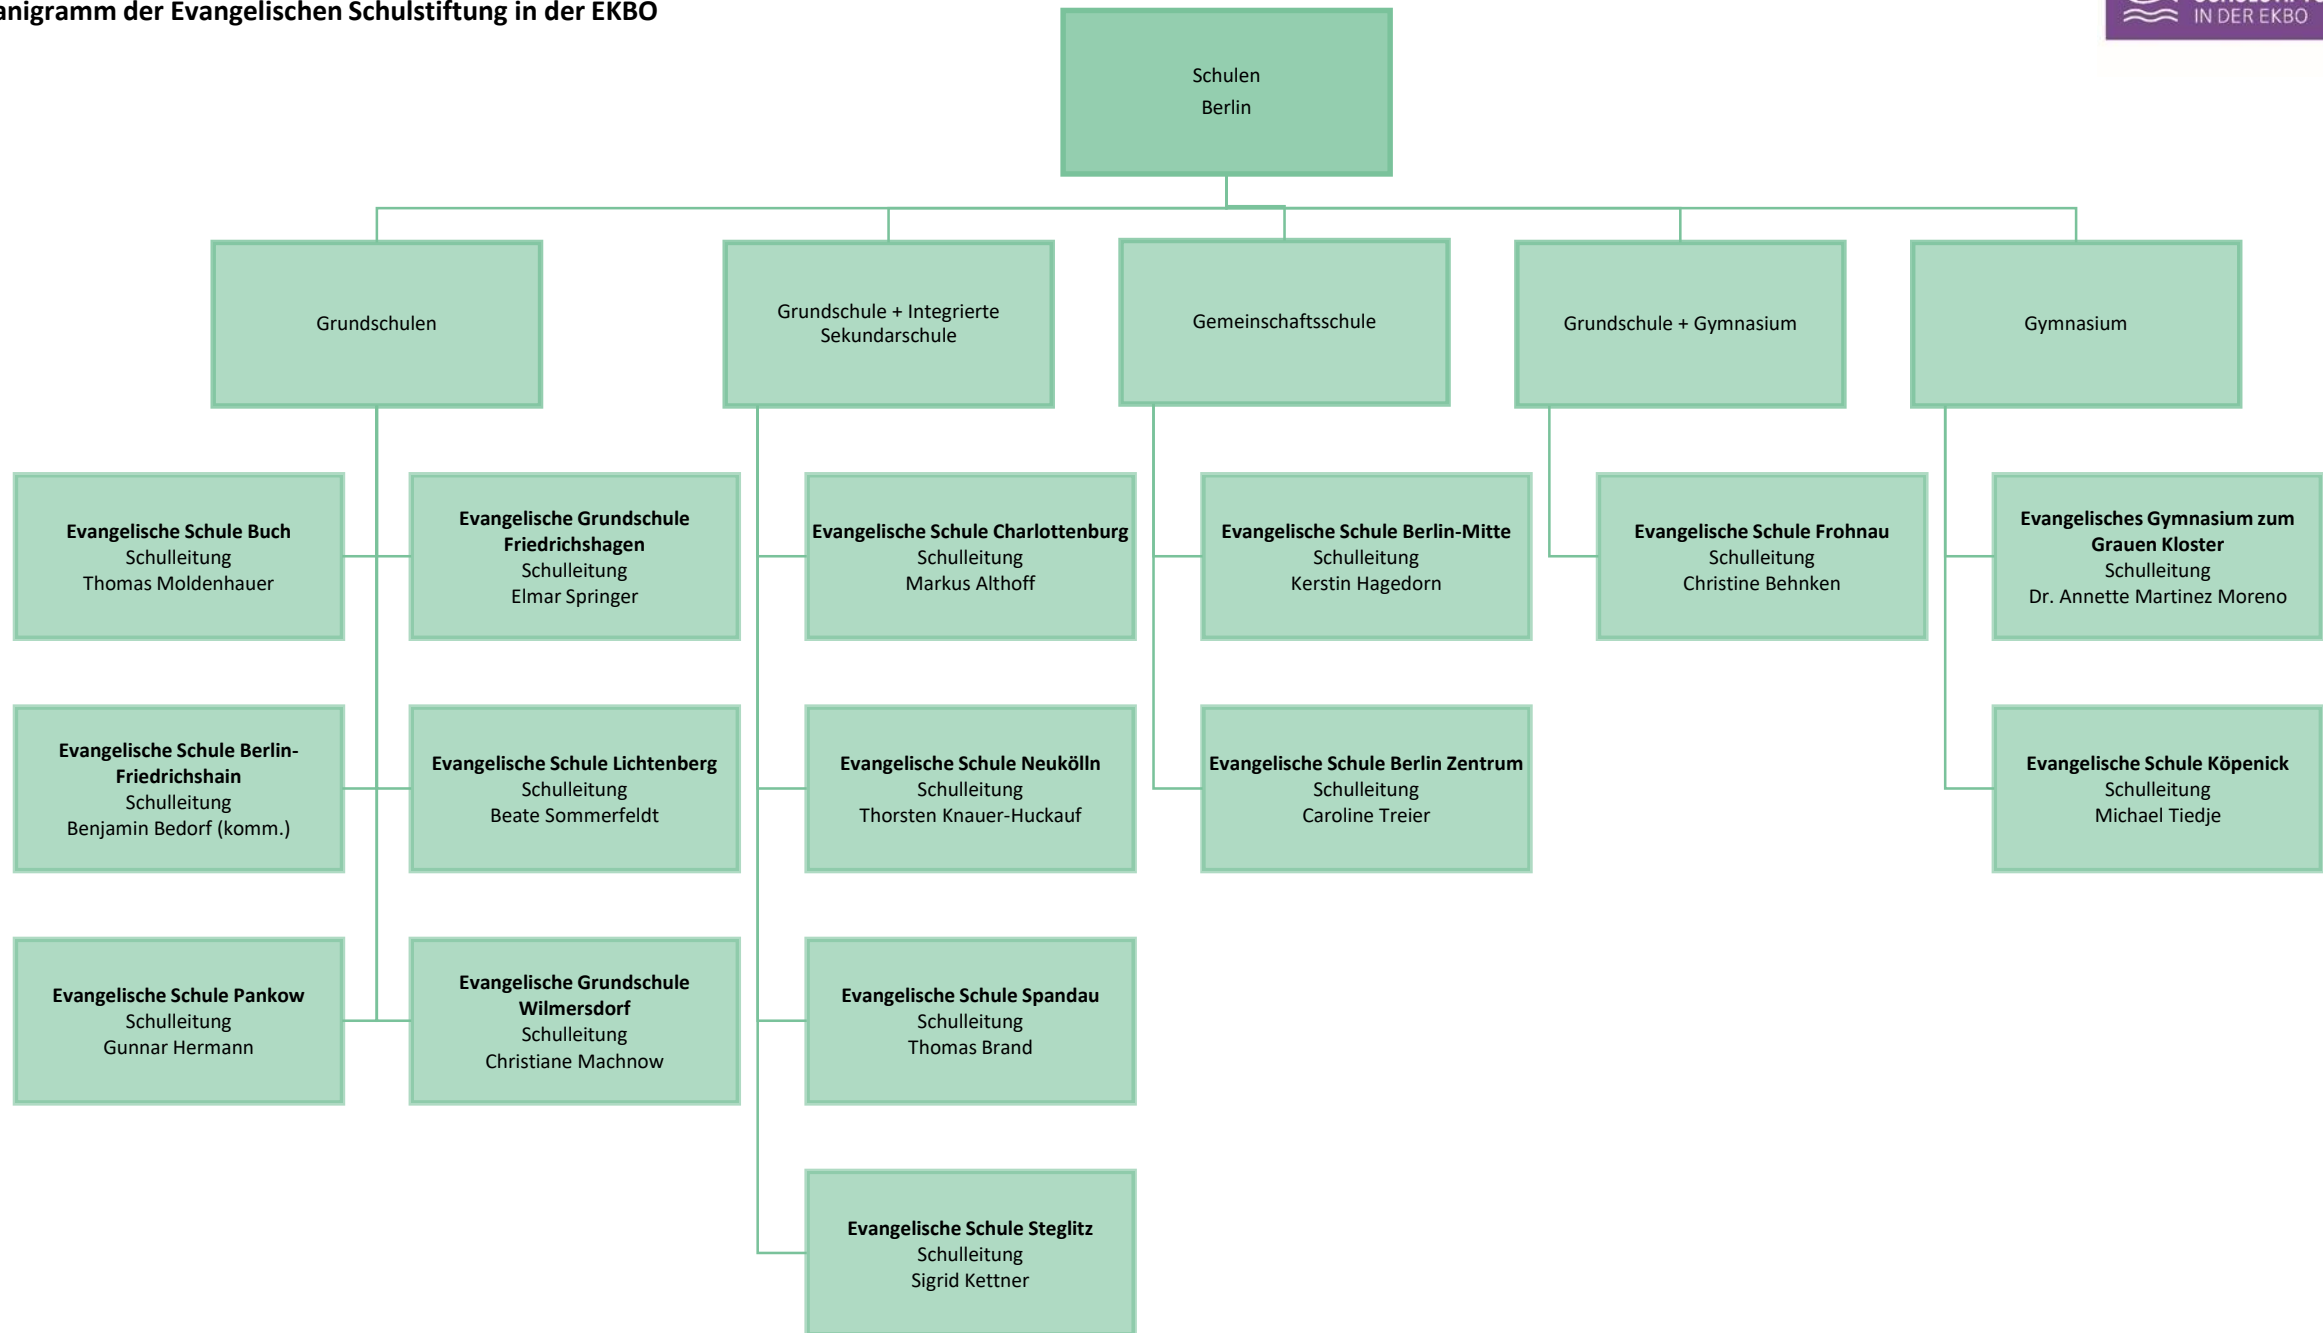 anigramm der Evangelischen Schulstiftung in der EKBO
IN DER EKBO
Schulen
Berlin
Grundschulen
Grundschule + Integrierte
Sekundarschule
Gemeinschaftsschule
Grundschule + Gymnasium
Gymnasium
Evangelische Schule Buch
Schulleitung
Thomas Moldenhauer
Evangelische Grundschule
Friedrichshagen
Schulleitung
Elmar Springer
Evangelische Schule Charlottenburg
Schulleitung
Markus Althoff
Evangelische Schule Berlin-Mitte
Schulleitung
Kerstin Hagedorn
Evangelische Schule Frohnau
Schulleitung
Christine Behnken
Evangelisches Gymnasium zum
Grauen Kloster
Schulleitung
Dr. Annette Martinez Moreno
Evangelische Schule Berlin-
Friedrichshain
Schulleitung
Benjamin Bedorf (komm.)
Evangelische Schule Lichtenberg
Schulleitung
Beate Sommerfeldt
Evangelische Schule Neukölln
Schulleitung
Thorsten Knauer-Huckauf
Evangelische Schule Berlin Zentrum
Schulleitung
Caroline Treier
Evangelische Schule Köpenick
Schulleitung
Michael Tiedje
Evangelische Schule Pankow
Schulleitung
Gunnar Hermann
Evangelische Grundschule
Wilmersdorf
Schulleitung
Christiane Machnow
Evangelische Schule Spandau
Schulleitung
Thomas Brand
Evangelische Schule Steglitz
Schulleitung
Sigrid Kettner